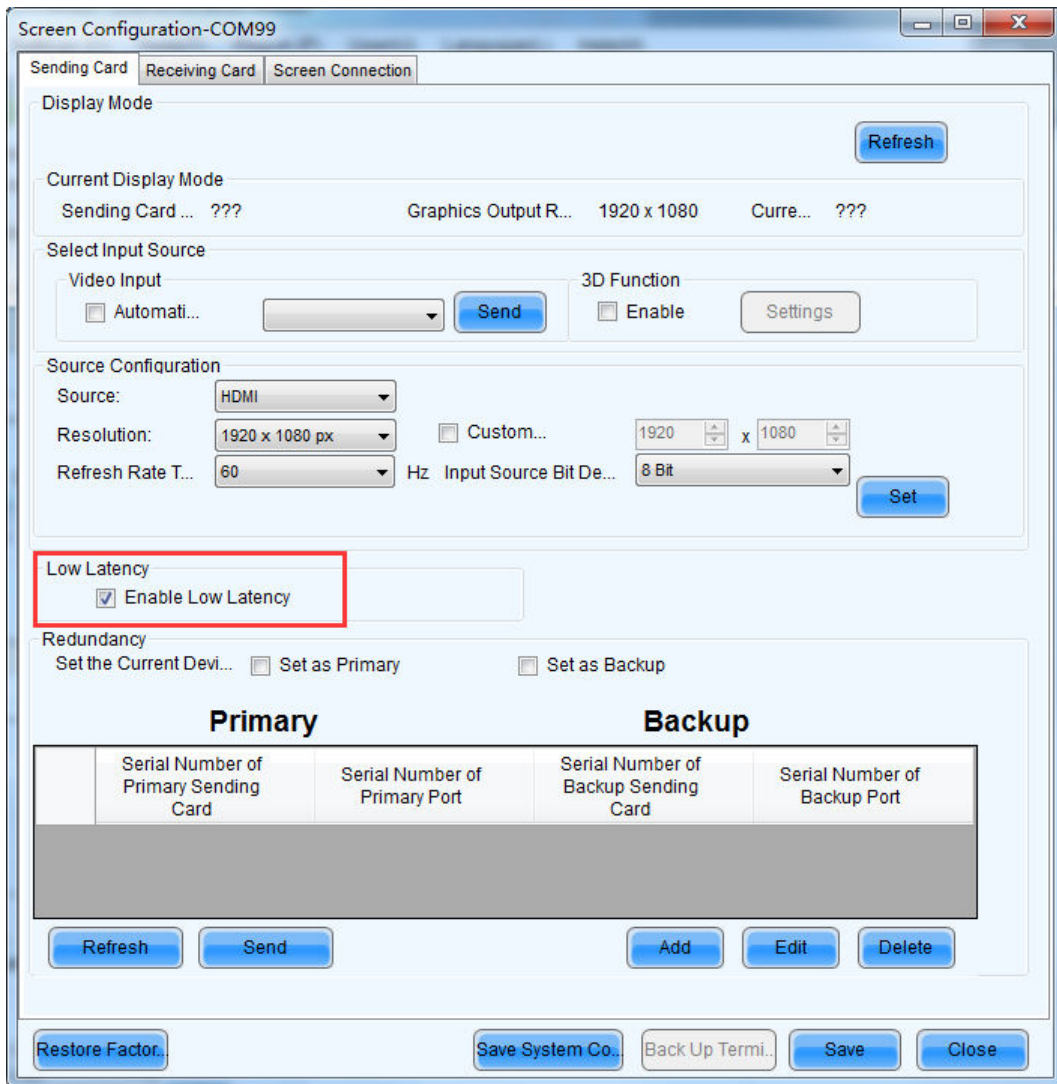 Screen Configuration-COM99
Sending Card Receiving Card Screen Connection
Display Mode
Refresh
Current Display Mode
Sending Card ... ??? Graphics Output R... 1920 x 1080 Curre... ???
Select Input Source
Video Input 3D Function
Automati... Send Enable Settings
Source Configuration
Source: HDMI
Resolution: 1920 x 1080 px Custom... 1920 x 1080
Refresh Rate T... 60 Hz Input Source Bit De... 8 Bit
Set
Low Latency
Enable Low Latency
Redundancy
Set the Current Devi... Set as Primary Set as Backup
Primary Backup
Serial Number of Primary Sending Card Serial Number of Primary Port Serial Number of Backup Sending Card Serial Number of Backup Port
Refresh Send Add Edit Delete
Restore Factor... Save System Co... Back Up Termi... Save Close